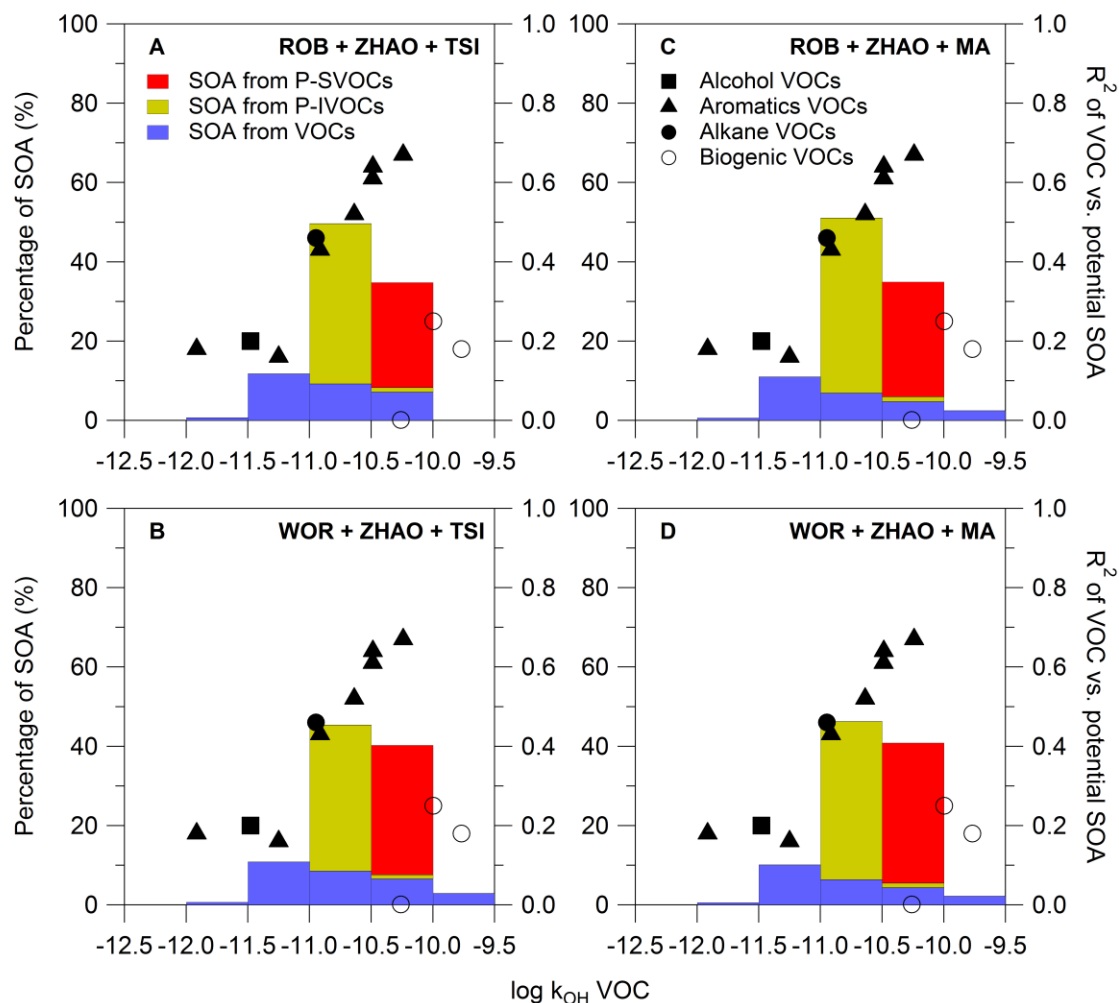 A
ROB + ZHAO + TSI
SOA from P-SVOCs
SOA from P-IVOCs
SOA from VOCs
Percentage of SOA (%)
100
80
60
40
20
0
1.0
0.8
0.6
0.4
0.2
0.0
-12.5 -12.0 -11.5 -11.0 -10.5 -10.0 -9.5
C
ROB + ZHAO + MA
Alcohol VOCs
Aromatics VOCs
Alkane VOCs
Biogenic VOCs
100
80
60
40
20
0
1.0
0.8
0.6
0.4
0.2
0.0
R² of VOC vs. potential SOA
-12.5 -12.0 -11.5 -11.0 -10.5 -10.0 -9.5
B
WOR + ZHAO + TSI
Percentage of SOA (%)
100
80
60
40
20
0
1.0
0.8
0.6
0.4
0.2
0.0
-12.5 -12.0 -11.5 -11.0 -10.5 -10.0 -9.5
D
WOR + ZHAO + MA
100
80
60
40
20
0
1.0
0.8
0.6
0.4
0.2
0.0
R² of VOC vs. potential SOA
-12.5 -12.0 -11.5 -11.0 -10.5 -10.0 -9.5
log k_OH VOC